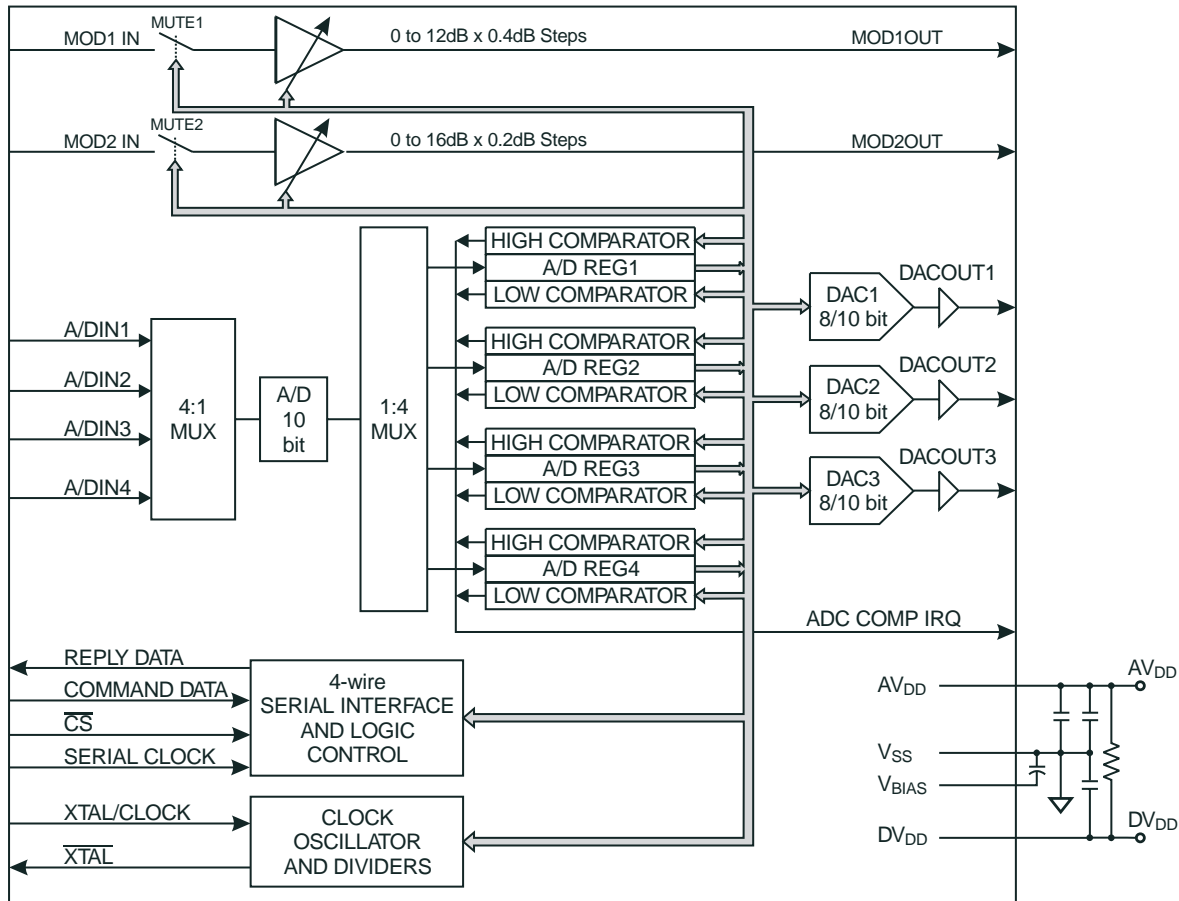 MUTE1
MOD1 IN
0 to 12dB x 0.4dB Steps
MOD1OUT
MUTE2
MOD2 IN
0 to 16dB x 0.2dB Steps
MOD2OUT
HIGH COMPARATOR
A/D REG1
LOW COMPARATOR
HIGH COMPARATOR
A/D REG2
LOW COMPARATOR
HIGH COMPARATOR
A/D REG3
LOW COMPARATOR
HIGH COMPARATOR
A/D REG4
LOW COMPARATOR
A/DIN1
A/DIN2
A/DIN3
A/DIN4
4:1
MUX
A/D
10
bit
1:4
MUX
DAC1
8/10 bit
DACOUT1
DAC2
8/10 bit
DACOUT2
DAC3
8/10 bit
DACOUT3
ADC COMP IRQ
REPLY DATA
COMMAND DATA
CS
SERIAL CLOCK
4-wire
SERIAL INTERFACE
AND LOGIC
CONTROL
XTAL/CLOCK
XTAL
CLOCK
OSCILLATOR
AND DIVIDERS
AVDD
AVDD
VSS
VBIAS
DVDD
DVDD